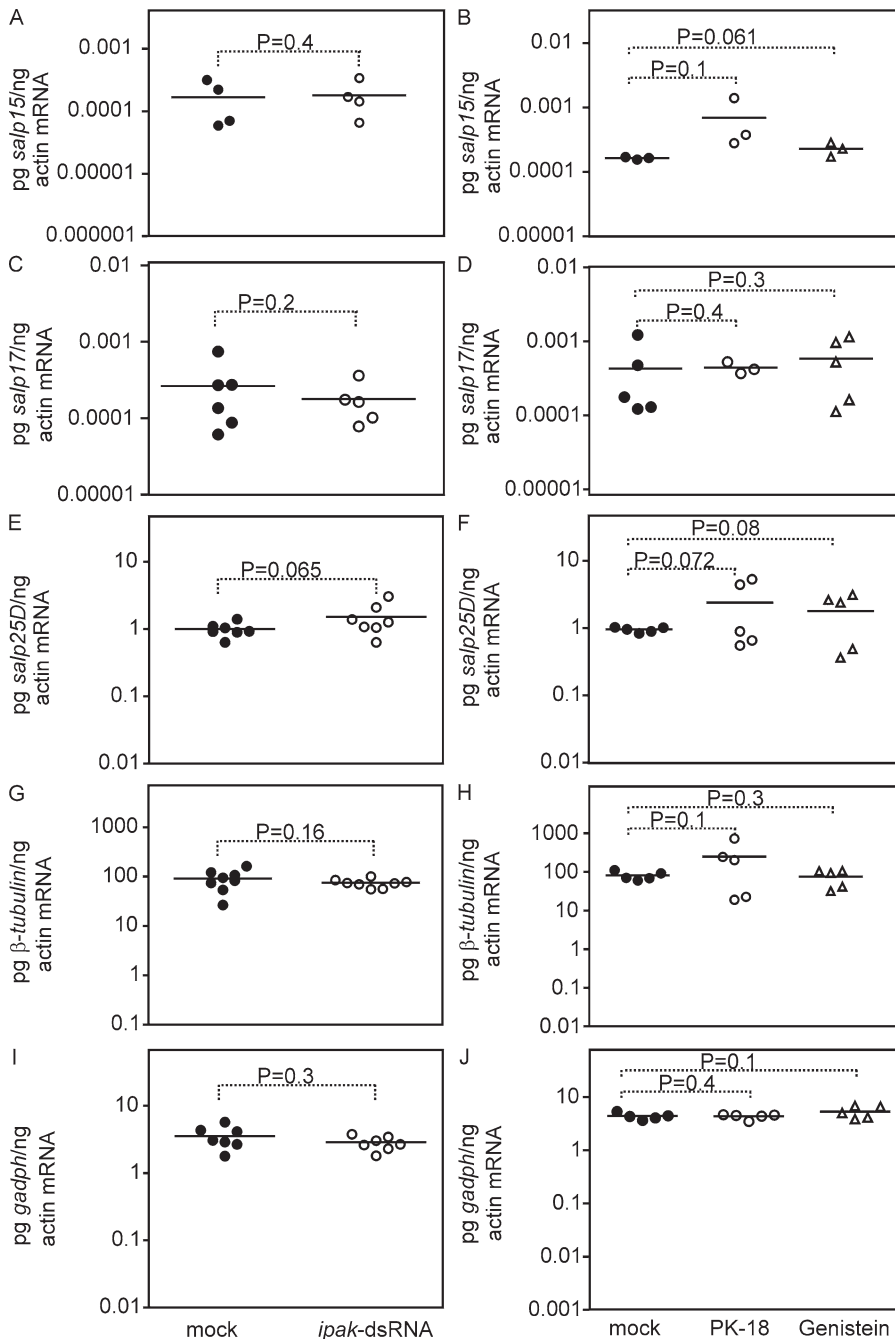 A
pg salp15/ng
actin mRNA
0.001
0.0001
0.00001
0.000001
P=0.4
B
pg salp15/ng
actin mRNA
0.01
0.001
0.0001
0.00001
P=0.061
P=0.1
C
pg salp17/ng
actin mRNA
0.01
0.001
0.0001
0.00001
P=0.2
D
pg salp17/ng
actin mRNA
0.01
0.001
0.0001
0.00001
P=0.3
P=0.4
E
pg salp25D/ng
actin mRNA
10
1
0.1
0.01
P=0.065
F
pg salp25D/ng
actin mRNA
10
1
0.1
0.01
P=0.08
P=0.072
G
pg β-tubulin/ng
actin mRNA
1000
100
10
1
0.1
P=0.16
H
pg β-tubulin/ng
actin mRNA
1000
100
10
1
0.1
0.01
P=0.3
P=0.1
I
pg gadph/ng
actin mRNA
10
1
0.1
0.01
P=0.3
mock ipak-dsRNA
J
pg gadph/ng
actin mRNA
10
1
0.1
0.01
0.001
P=0.1
P=0.4
mock PK-18 Genistein